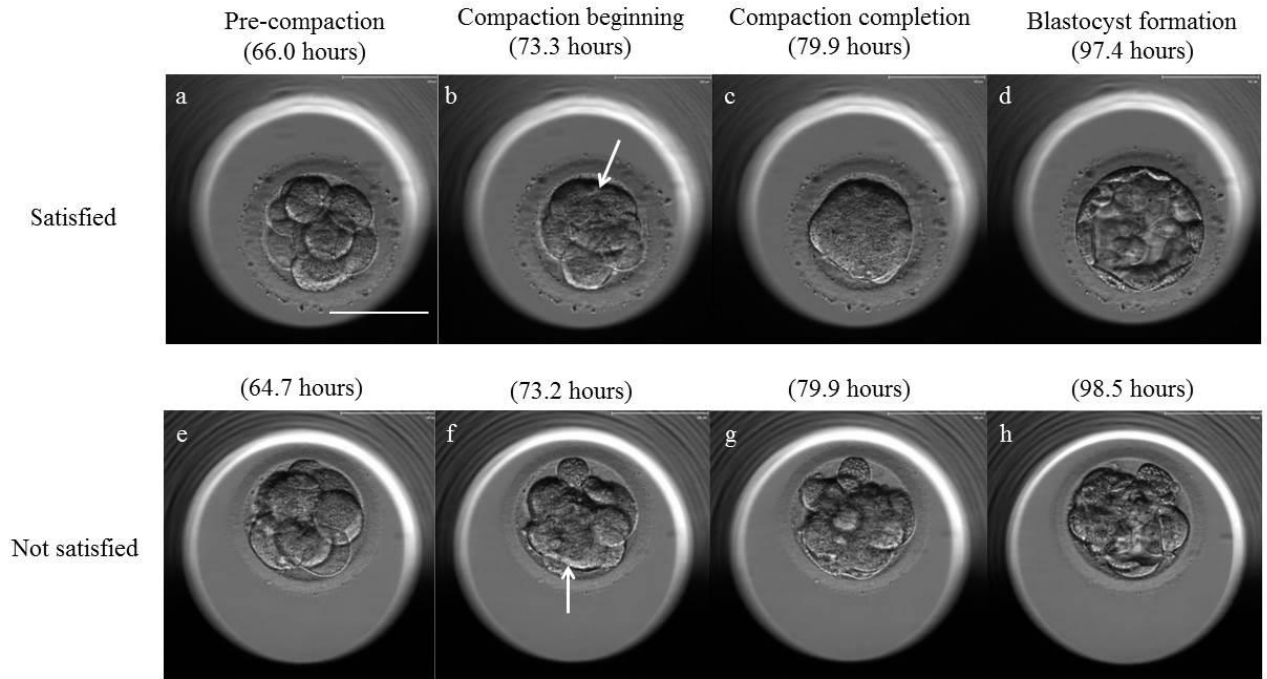 Pre-compaction
(66.0 hours)
Compaction beginning
(73.3 hours)
Compaction completion
(79.9 hours)
Blastocyst formation
(97.4 hours)
Satisfied
a
b
c
d
(64.7 hours)
(73.2 hours)
(79.9 hours)
(98.5 hours)
Not satisfied
e
f
g
h